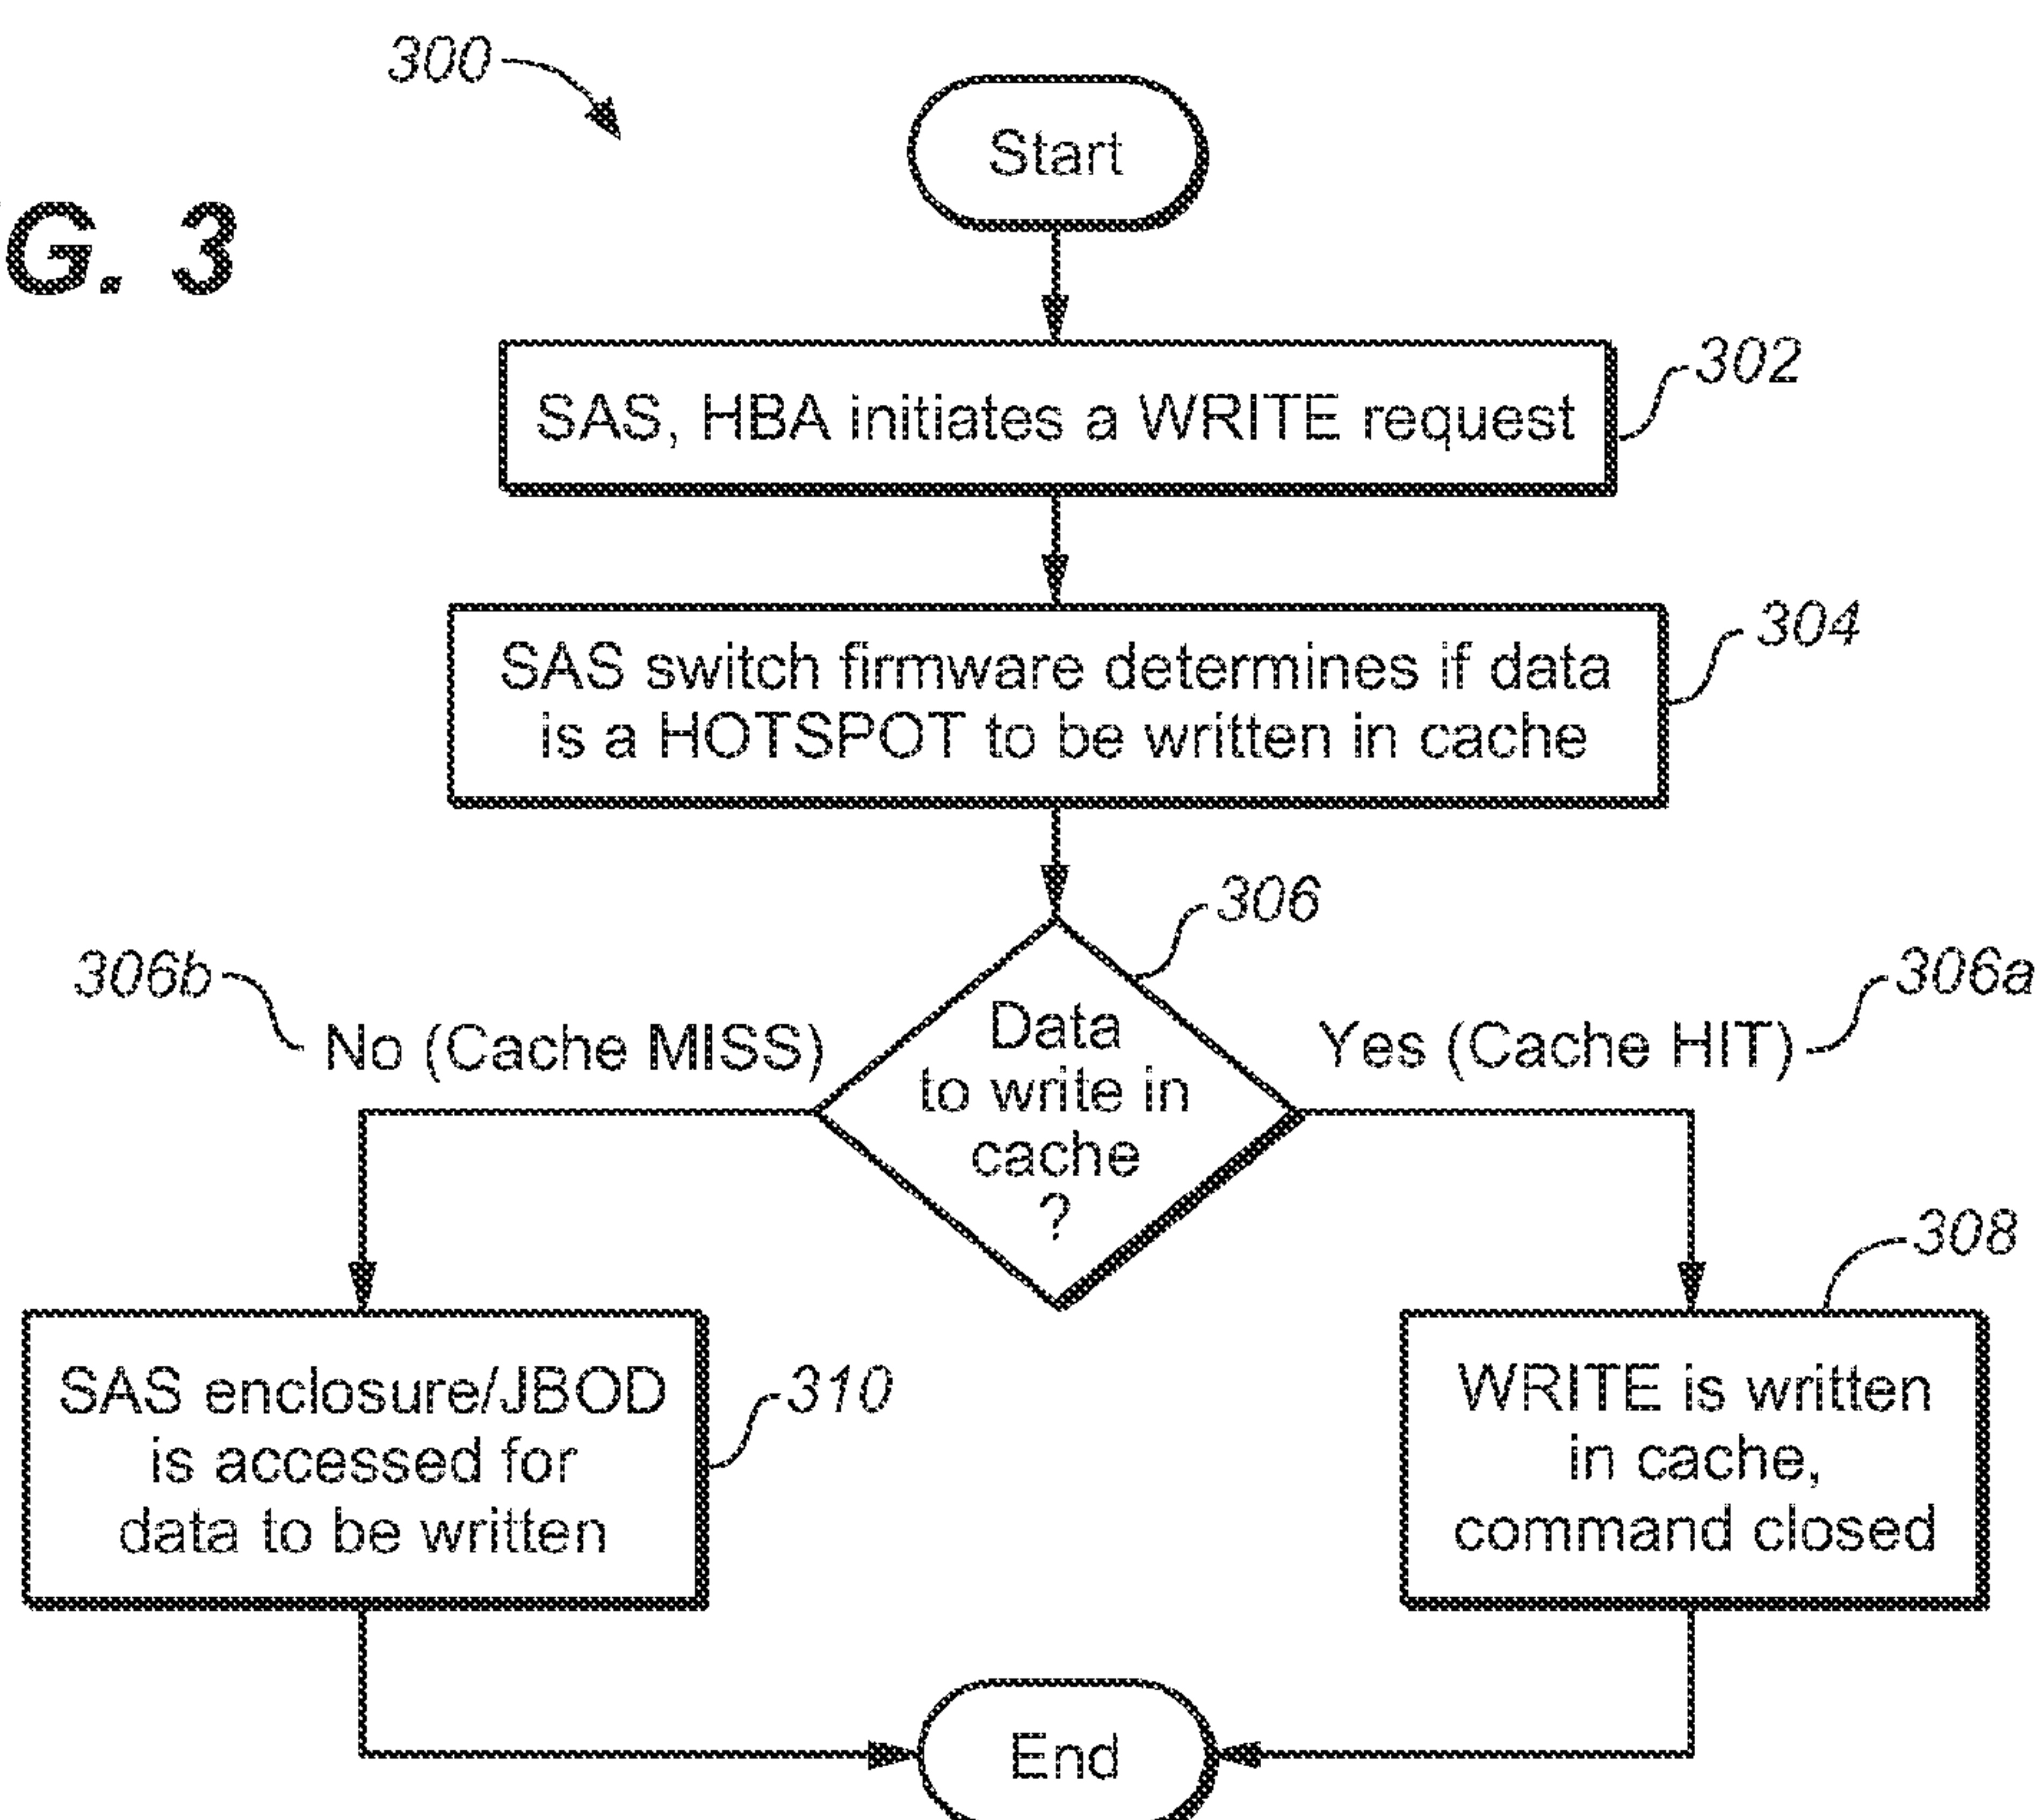 300
Start
G. 3
SAS, HBA initiates a WRITE request
302
SAS switch firmware determines if data
is a HOTSPOT to be written in cache
304
306
306b
306a
No (Cache MISS)
Data
to write in
cache
?
Yes (Cache HIT)
308
SAS enclosure/JBOD
is accessed for
data to be written
310
WRITE is written
in cache,
command closed
End